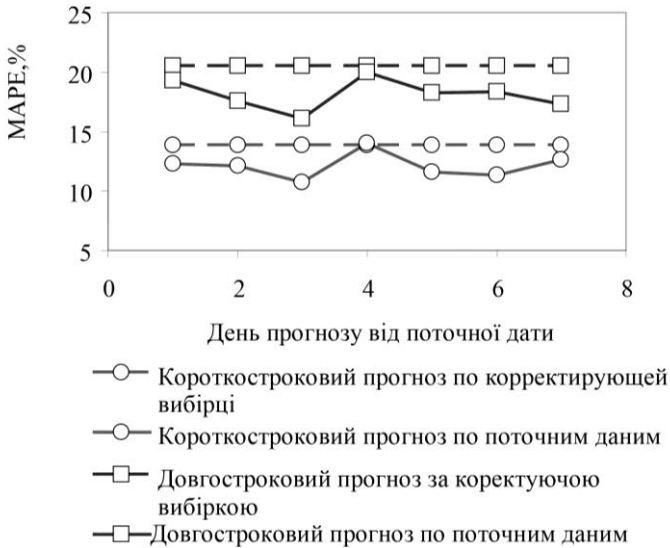 25
20
15
10
5
МАРЕ,%
0 2 4 6 8
День прогнозу від поточної дати
Короткостроковий прогноз по корректирующей
вибірці
Короткостроковий прогноз по поточним даним
Довгостроковий прогноз за коректуючою
вибіркою
Довгостроковий прогноз по поточним даним